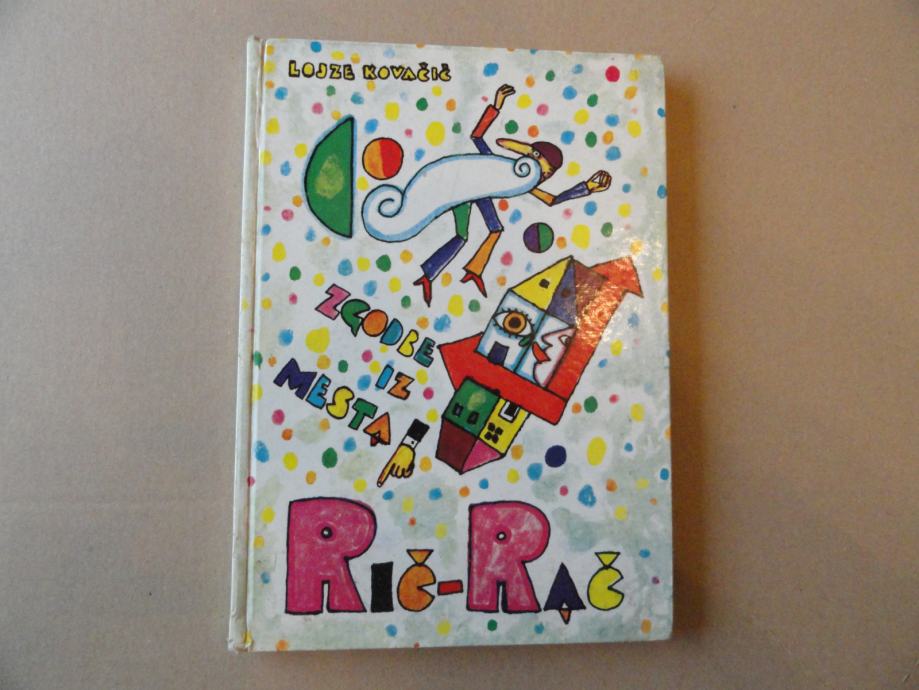 LOJZE KOVAČIČ
ZGODBE
IZ
MESTA
RIČ-RAČ